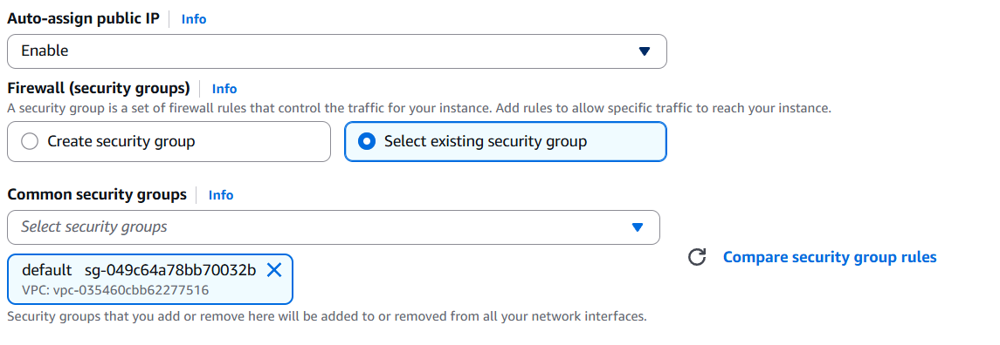 Auto-assign public IP Info
Enable
Firewall (security groups) Info
A security group is a set of firewall rules that control the traffic for your instance. Add rules to allow specific traffic to reach your instance.
Create security group Select existing security group
Common security groups Info
Select security groups
default sg-049c64a78bb70032b
VPC: vpc-035460cbb62277516
Compare security group rules
Security groups that you add or remove here will be added to or removed from all your network interfaces.